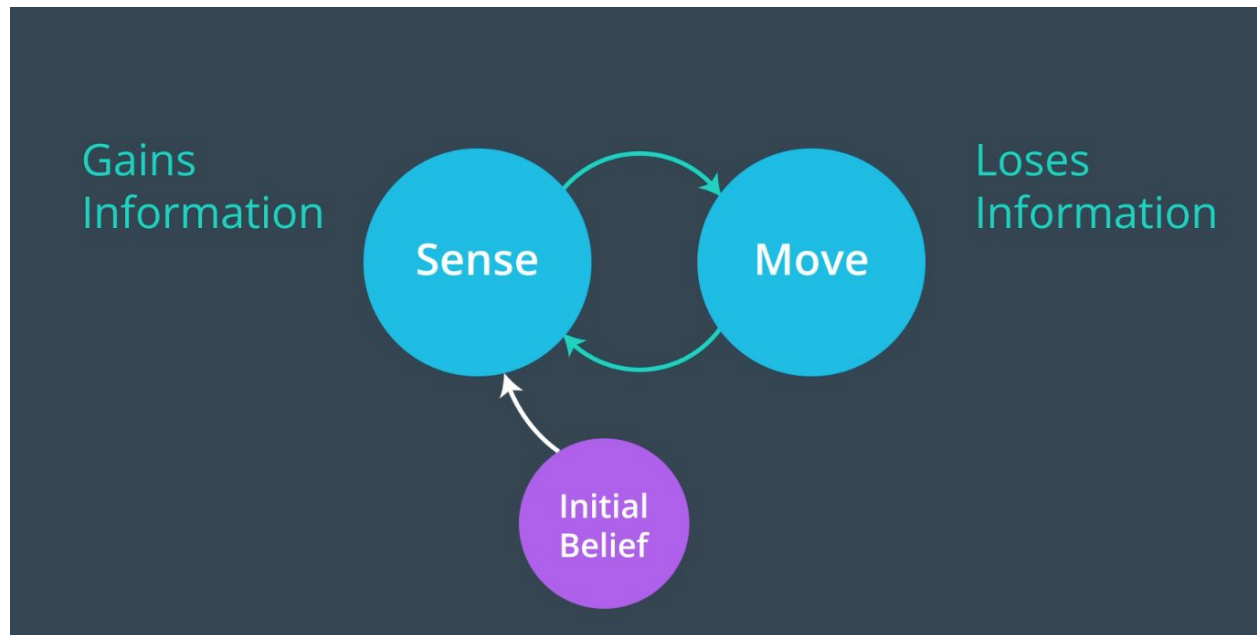 Gains
Information
Sense
Move
Loses
Information
Initial
Belief